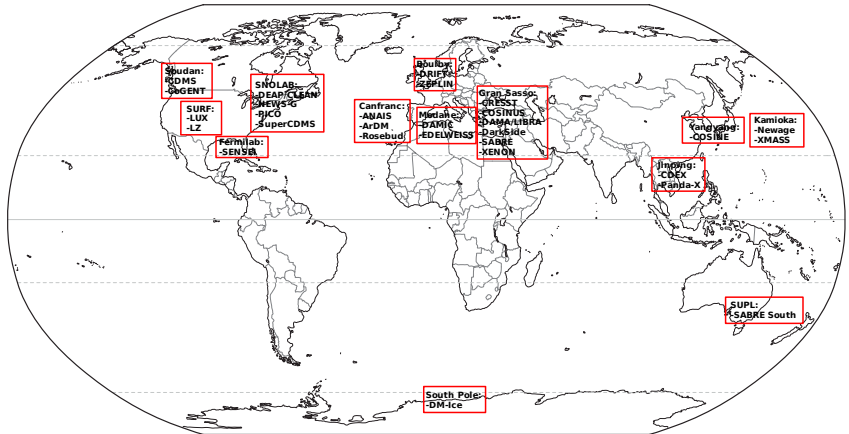 Soudan:
-CDMS
-CoGENT
SURF:
-LUX
-LZ
Fermilab:
-SENSEI
SNOLAB:
-DEAP/CLEAN
-NEWS-G
-PICO
-SuperCDMS
Canfranc:
-ANAIS
-ArDM
-Rosebud
Boulby:
-DRIFT
-ZEPLIN
Modane:
-DAMIC
-EDELWEISS
Gran Sasso:
-CRESST
-COSINUS
-DAMA/LIBRA
-DarkSide
-SABRE
-XENON
Yangyang:
-COSINE
Kamioka:
-Newage
-XMASS
Jinping:
-CDEX
-Panda-X
SUPL:
-SABRE South
South Pole:
-DM-Ice